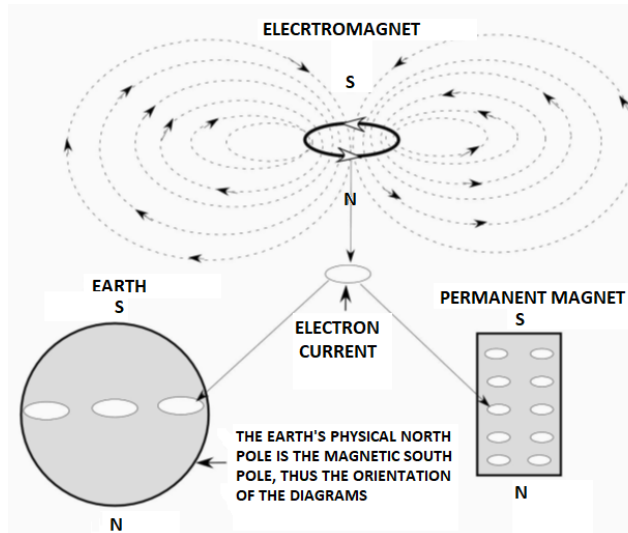 ELECRTROMAGNET
S
N
EARTH
S
ELECTRON
CURRENT
PERMANENT MAGNET
S
THE EARTH'S PHYSICAL NORTH
POLE IS THE MAGNETIC SOUTH
POLE, THUS THE ORIENTATION
OF THE DIAGRAMS
N
N